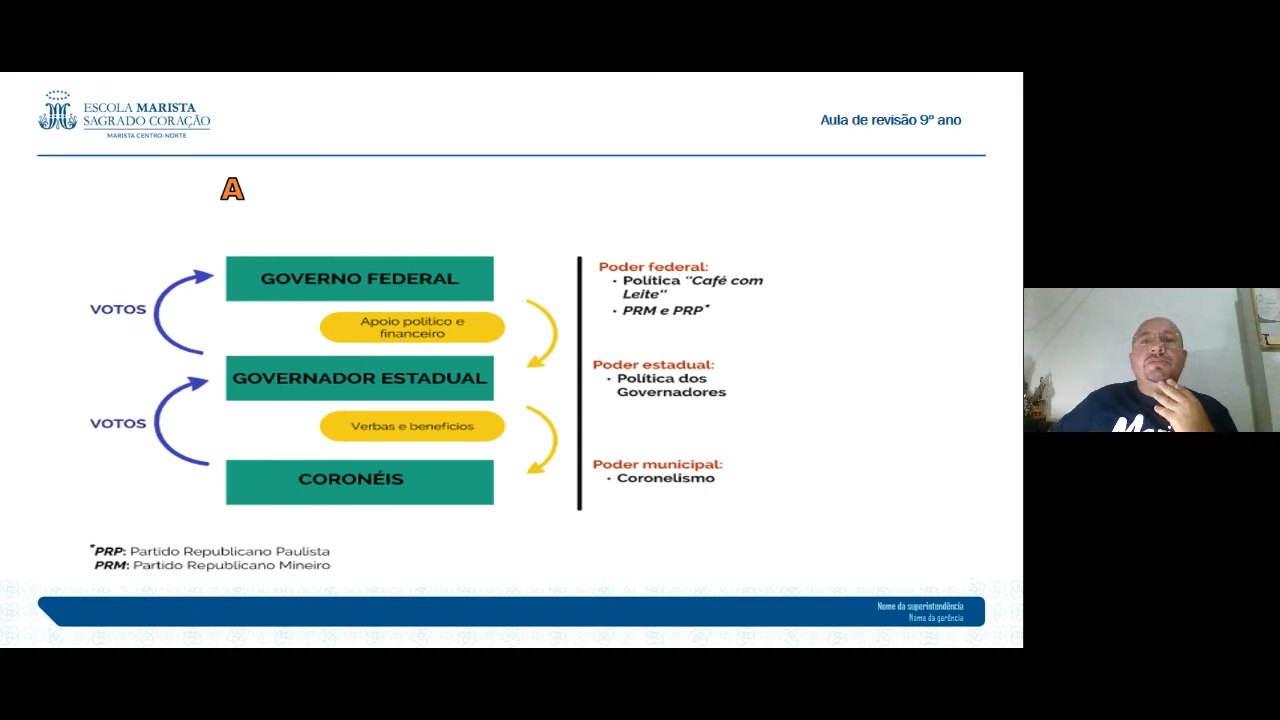 ESCOLA MARISTA
SAGRADO CORAÇÃO
MARISTA CENTRO-NORTE
Aula de revisão 9º ano
A
GOVERNO FEDERAL
VOTOS
Apoio político e
financeiro
GOVERNADOR ESTADUAL
VOTOS
Verbas e benefícios
CORONÉIS
Poder federal:
· Política "Café com
Leite"
· PRM e PRP*
Poder estadual:
· Política dos
Governadores
Poder municipal:
· Coronelismo
*PRP: Partido Republicano Paulista
PRM: Partido Republicano Mineiro
Nome da superintendência
Nome da gerência